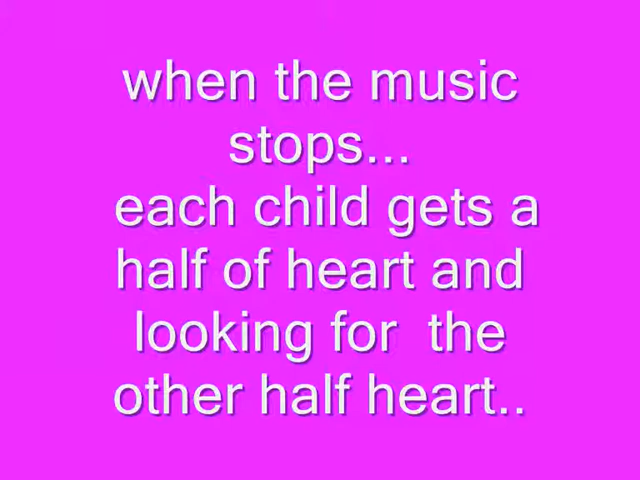 when the music
stops...
each child gets a
half of heart and
looking for  the
other half heart..